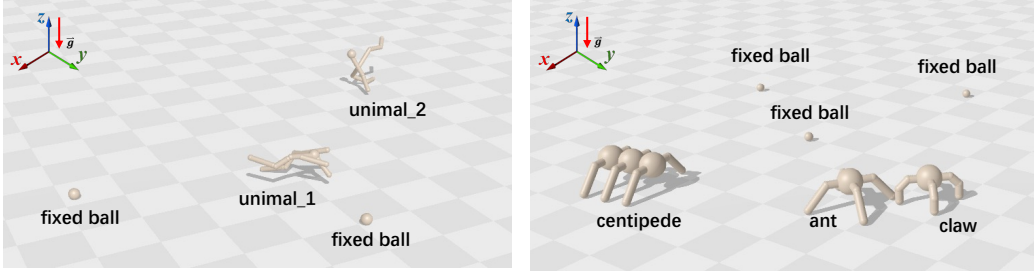 z
g
x
y
unimal_2
unimal_1
fixed ball
fixed ball
z
g
x
y
fixed ball
fixed ball
fixed ball
centipede
ant
claw